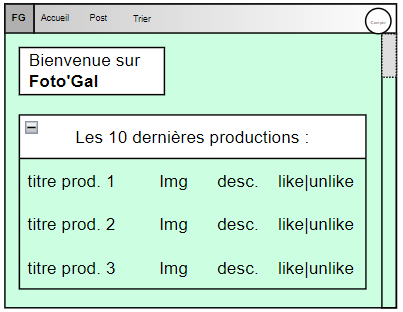 FG Accueil Post Trier Compte
Bienvenue sur
Foto'Gal
Les 10 dernières productions :
titre prod. 1 Img desc. like|unlike
titre prod. 2 Img desc. like|unlike
titre prod. 3 Img desc. like|unlike